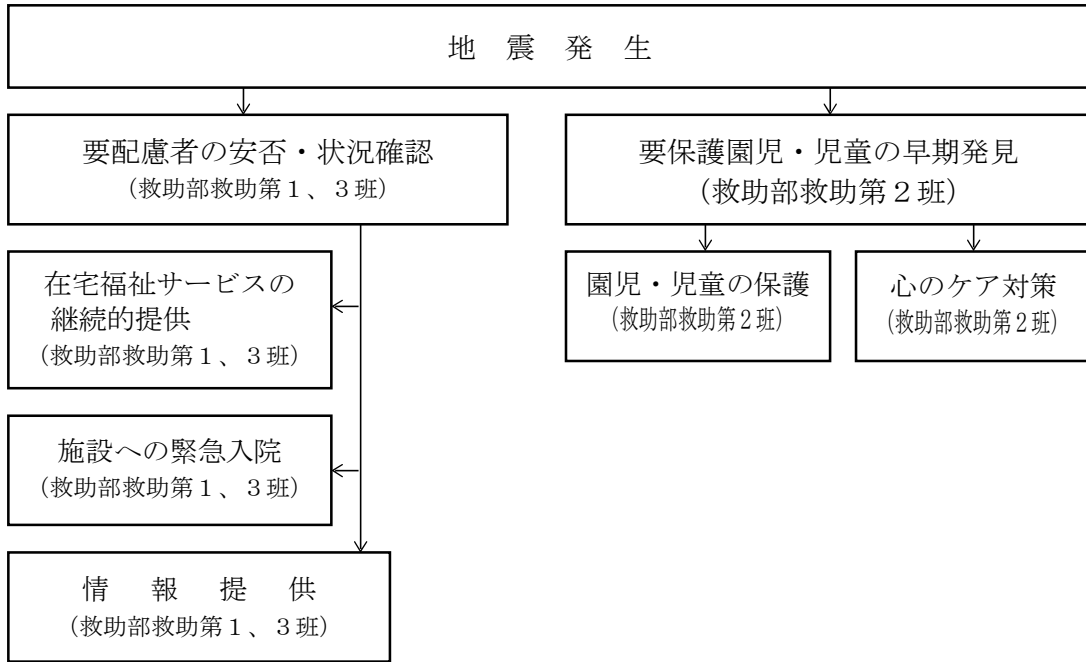 地　震　発　生
要配慮者の安否・状況確認
（救助部救助第１、３班）
要保護園児・児童の早期発見
（救助部救助第２班）
在宅福祉サービスの
継続的提供
（救助部救助第１、３班）
園児・児童の保護
（救助部救助第２班）
心のケア対策
（救助部救助第２班）
施設への緊急入院
（救助部救助第１、３班）
情　報　提　供
（救助部救助第１、３班）